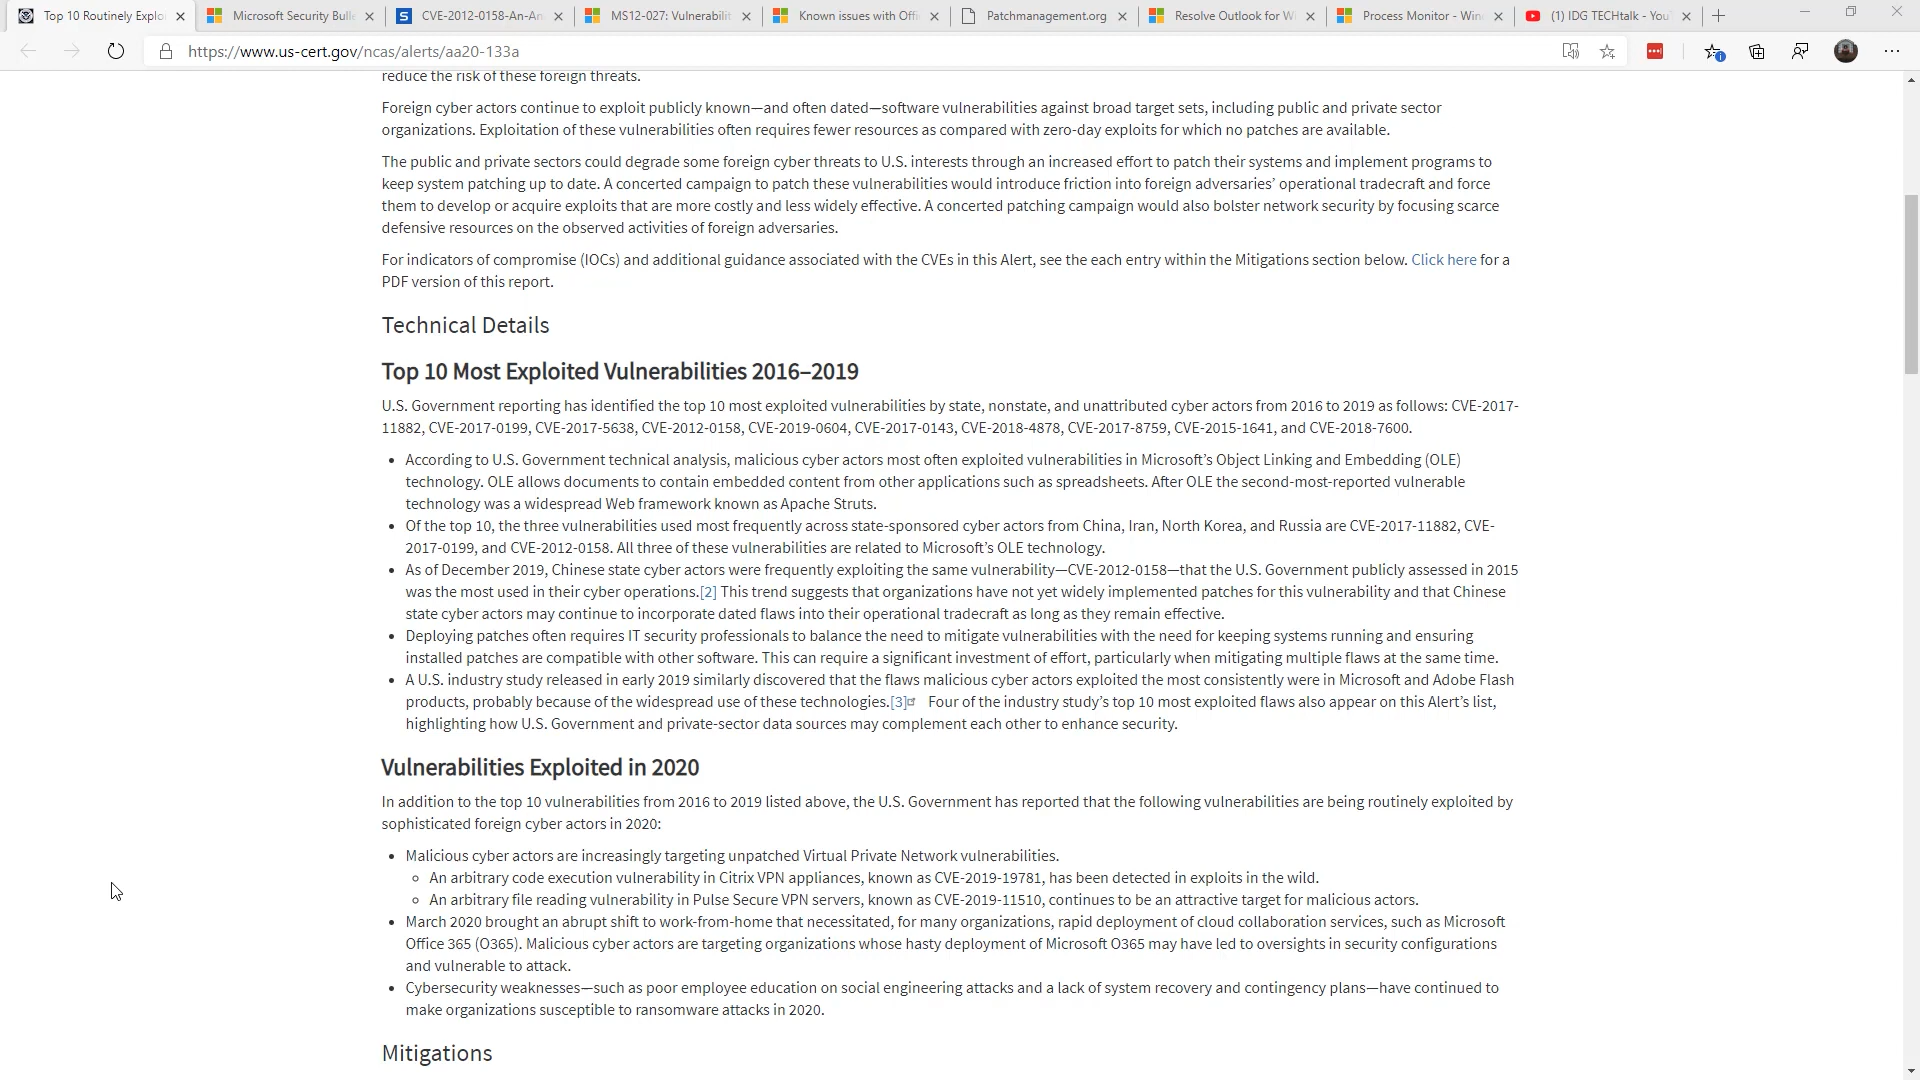 Top 10 Routinely Explo
Microsoft Security Bulle
S
CVE-2012-0158-An-An
MS12-027: Vulnerabilit
Known issues with Offi
Patchmanagement.org
Resolve Outlook for Wi
Process Monitor - Win
(1) IDG TECHtalk - You
https://www.us-cert.gov/ncas/alerts/aa20-133a
reduce the risk of these foreign threats.
Foreign cyber actors continue to exploit publicly known—and often dated—software vulnerabilities against broad target sets, including public and private sector
organizations. Exploitation of these vulnerabilities often requires fewer resources as compared with zero-day exploits for which no patches are available.
The public and private sectors could degrade some foreign cyber threats to U.S. interests through an increased effort to patch their systems and implement programs to
keep system patching up to date. A concerted campaign to patch these vulnerabilities would introduce friction into foreign adversaries’ operational tradecraft and force
them to develop or acquire exploits that are more costly and less widely effective. A concerted patching campaign would also bolster network security by focusing scarce
defensive resources on the observed activities of foreign adversaries.
For indicators of compromise (IOCs) and additional guidance associated with the CVEs in this Alert, see the each entry within the Mitigations section below. Click here for a
PDF version of this report.
Technical Details
Top 10 Most Exploited Vulnerabilities 2016–2019
U.S. Government reporting has identified the top 10 most exploited vulnerabilities by state, nonstate, and unattributed cyber actors from 2016 to 2019 as follows: CVE-2017-
11882, CVE-2017-0199, CVE-2017-5638, CVE-2012-0158, CVE-2019-0604, CVE-2017-0143, CVE-2018-4878, CVE-2017-8759, CVE-2015-1641, and CVE-2018-7600.
• According to U.S. Government technical analysis, malicious cyber actors most often exploited vulnerabilities in Microsoft’s Object Linking and Embedding (OLE)
technology. OLE allows documents to contain embedded content from other applications such as spreadsheets. After OLE the second-most-reported vulnerable
technology was a widespread Web framework known as Apache Struts.
• Of the top 10, the three vulnerabilities used most frequently across state-sponsored cyber actors from China, Iran, North Korea, and Russia are CVE-2017-11882, CVE-
2017-0199, and CVE-2012-0158. All three of these vulnerabilities are related to Microsoft’s OLE technology.
• As of December 2019, Chinese state cyber actors were frequently exploiting the same vulnerability—CVE-2012-0158—that the U.S. Government publicly assessed in 2015
was the most used in their cyber operations.[2] This trend suggests that organizations have not yet widely implemented patches for this vulnerability and that Chinese
state cyber actors may continue to incorporate dated flaws into their operational tradecraft as long as they remain effective.
• Deploying patches often requires IT security professionals to balance the need to mitigate vulnerabilities with the need for keeping systems running and ensuring
installed patches are compatible with other software. This can require a significant investment of effort, particularly when mitigating multiple flaws at the same time.
• A U.S. industry study released in early 2019 similarly discovered that the flaws malicious cyber actors exploited the most consistently were in Microsoft and Adobe Flash
products, probably because of the widespread use of these technologies.[3] Four of the industry study’s top 10 most exploited flaws also appear on this Alert’s list,
highlighting how U.S. Government and private-sector data sources may complement each other to enhance security.
Vulnerabilities Exploited in 2020
In addition to the top 10 vulnerabilities from 2016 to 2019 listed above, the U.S. Government has reported that the following vulnerabilities are being routinely exploited by
sophisticated foreign cyber actors in 2020:
• Malicious cyber actors are increasingly targeting unpatched Virtual Private Network vulnerabilities.
◦ An arbitrary code execution vulnerability in Citrix VPN appliances, known as CVE-2019-19781, has been detected in exploits in the wild.
◦ An arbitrary file reading vulnerability in Pulse Secure VPN servers, known as CVE-2019-11510, continues to be an attractive target for malicious actors.
• March 2020 brought an abrupt shift to work-from-home that necessitated, for many organizations, rapid deployment of cloud collaboration services, such as Microsoft
Office 365 (O365). Malicious cyber actors are targeting organizations whose hasty deployment of Microsoft O365 may have led to oversights in security configurations
and vulnerable to attack.
• Cybersecurity weaknesses—such as poor employee education on social engineering attacks and a lack of system recovery and contingency plans—have continued to
make organizations susceptible to ransomware attacks in 2020.
Mitigations